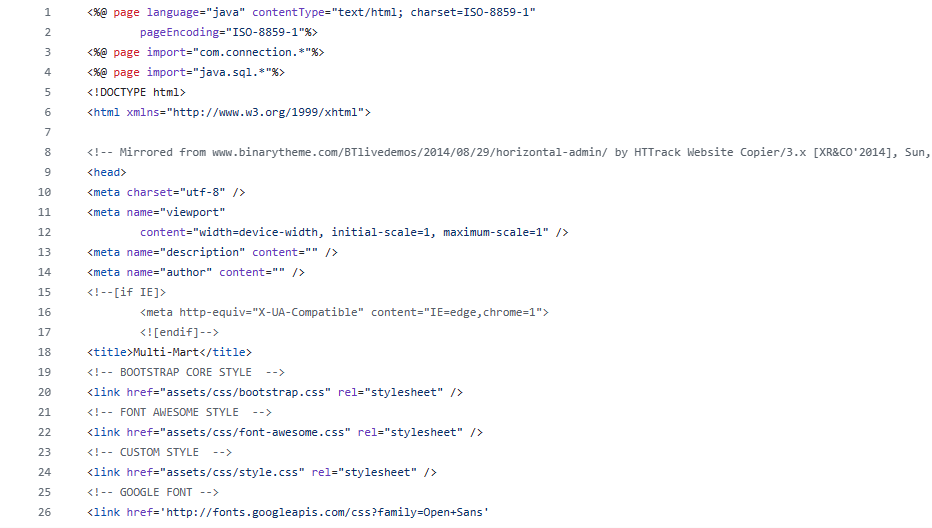 1 <%@ page language="java" contentType="text/html; charset=ISO-8859-1"
2 pageEncoding="ISO-8859-1"%>
3 <%@ page import="com.connection.*"%>
4 <%@ page import="java.sql.*"%>
5 <!DOCTYPE html>
6 <html xmlns="http://www.w3.org/1999/xhtml">
7
8 <!-- Mirrored from www.binarytheme.com/BTlivedemos/2014/08/29/horizontal-admin/ by HTTrack Website Copier/3.x [XR&CO'2014], Sun,
9 <head>
10 <meta charset="utf-8" />
11 <meta name="viewport"
12 content="width=device-width, initial-scale=1, maximum-scale=1" />
13 <meta name="description" content="" />
14 <meta name="author" content="" />
15 <!--[if IE]>
16 <meta http-equiv="X-UA-Compatible" content="IE=edge,chrome=1">
17 <![endif]-->
18 <title>Multi-Mart</title>
19 <!-- BOOTSTRAP CORE STYLE  -->
20 <link href="assets/css/bootstrap.css" rel="stylesheet" />
21 <!-- FONT AWESOME STYLE  -->
22 <link href="assets/css/font-awesome.css" rel="stylesheet" />
23 <!-- CUSTOM STYLE  -->
24 <link href="assets/css/style.css" rel="stylesheet" />
25 <!-- GOOGLE FONT -->
26 <link href='http://fonts.googleapis.com/css?family=Open+Sans'